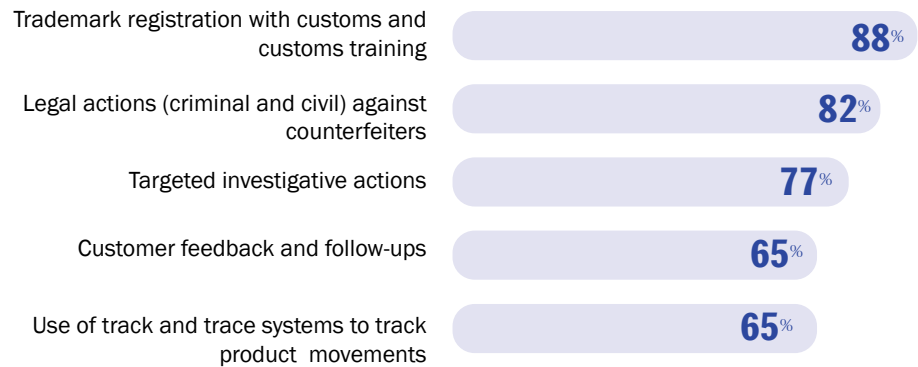 Trademark registration with customs and
customs training
88%
Legal actions (criminal and civil) against
counterfeiters
82%
Targeted investigative actions
77%
Customer feedback and follow-ups
65%
Use of track and trace systems to track
product movements
65%